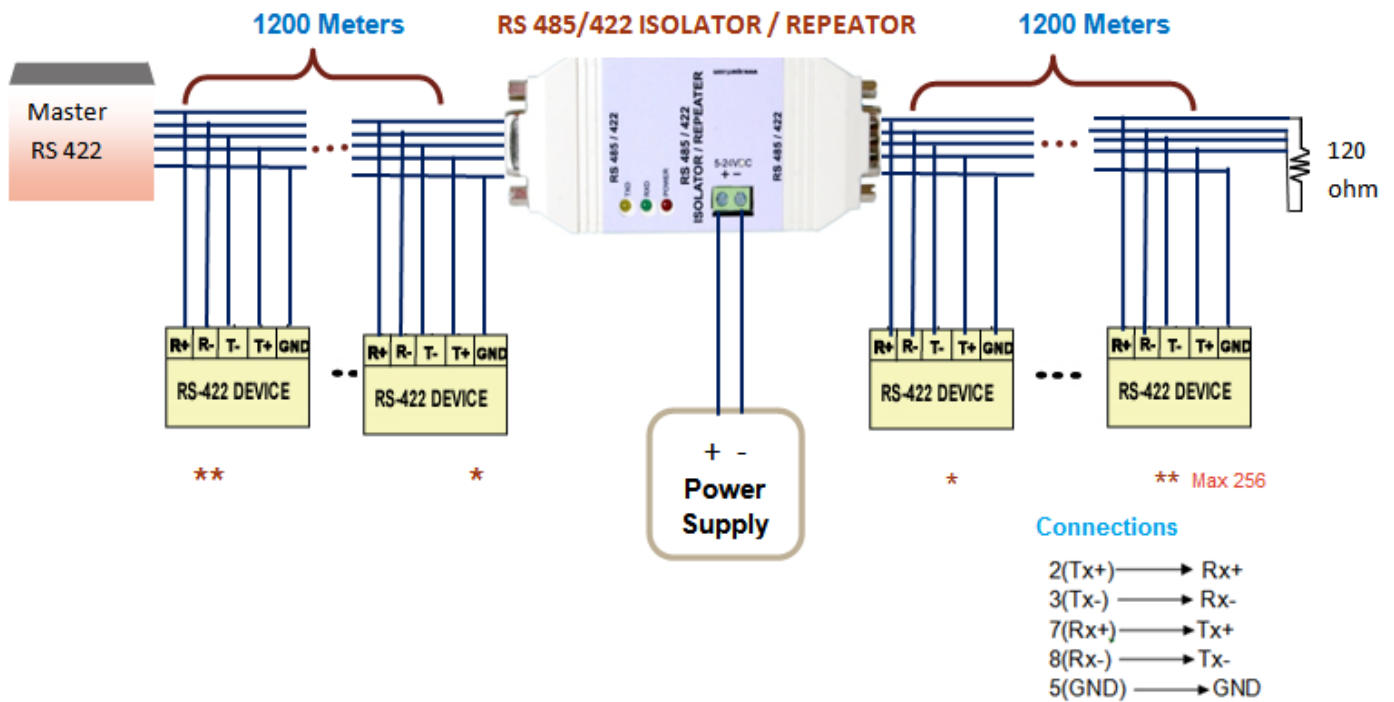 1200 Meters
RS 485/422 ISOLATOR / REPEATOR
1200 Meters
Master
RS 422
RS 485 / 422
TXD
RXD
POWER
RS 485 / 422
ISOLATOR/REPEATER
5-24VCC
+ -
RS 485 / 422
120
ohm
R+ R- T- T+ GND
RS-422 DEVICE
R+ R- T- T+ GND
RS-422 DEVICE
R+ R- T- T+ GND
RS-422 DEVICE
R+ R- T- T+ GND
RS-422 DEVICE
**
*
*
** Max 256
+ -
Power
Supply
Connections
2(Tx+) → Rx+
3(Tx-) → Rx-
7(Rx+) → Tx+
8(Rx-) → Tx-
5(GND) → GND